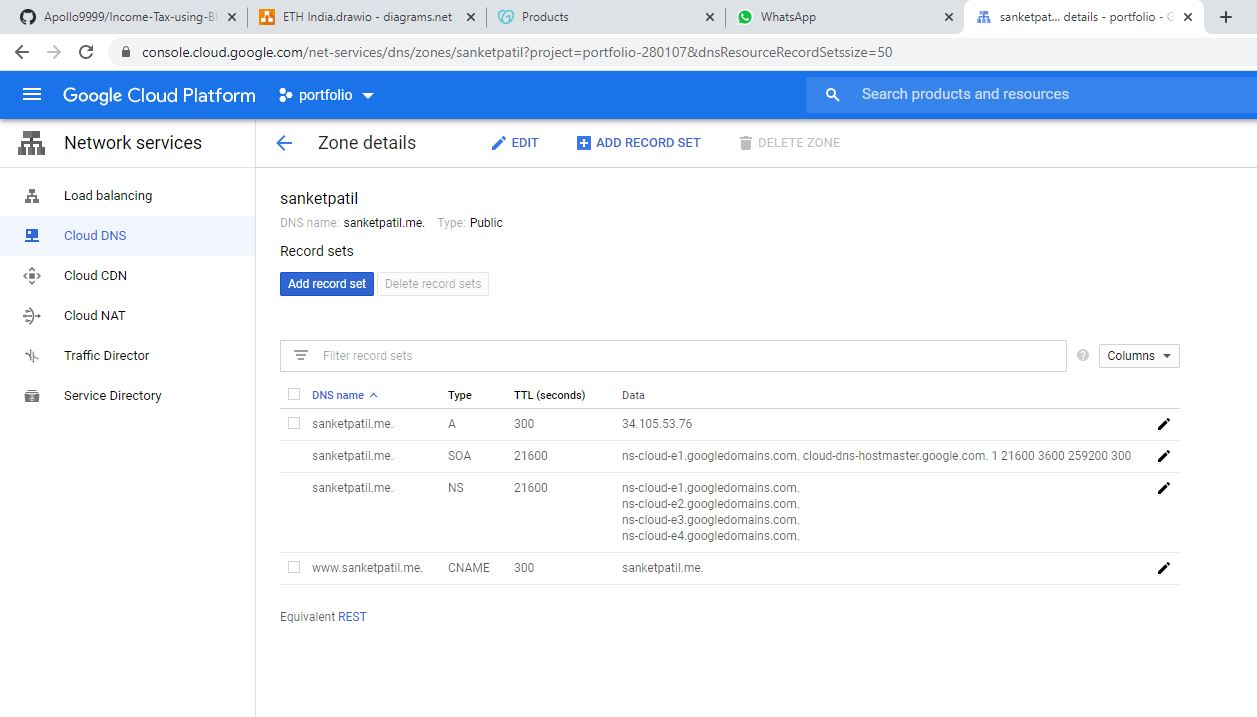 Apollo9999/Income-Tax-using-Bl
ETH India.drawio - diagrams.net
Products
WhatsApp
sanketpat... details - portfolio - G
console.cloud.google.com/net-services/dns/zones/sanketpatil?project=portfolio-280107&dnsResourceRecordSetssize=50
Google Cloud Platform
portfolio
Search products and resources
Network services
Zone details
EDIT
ADD RECORD SET
DELETE ZONE
Load balancing
Cloud DNS
Cloud CDN
Cloud NAT
Traffic Director
Service Directory
sanketpatil
DNS name: sanketpatil.me. Type: Public
Record sets
Add record set Delete record sets
Filter record sets
Columns
DNS name Type TTL (seconds) Data
sanketpatil.me. A 300 34.105.53.76
sanketpatil.me. SOA 21600 ns-cloud-e1.googledomains.com. cloud-dns-hostmaster.google.com. 1 21600 3600 259200 300
sanketpatil.me. NS 21600 ns-cloud-e1.googledomains.com.
ns-cloud-e2.googledomains.com.
ns-cloud-e3.googledomains.com.
ns-cloud-e4.googledomains.com.
www.sanketpatil.me. CNAME 300 sanketpatil.me.
Equivalent REST